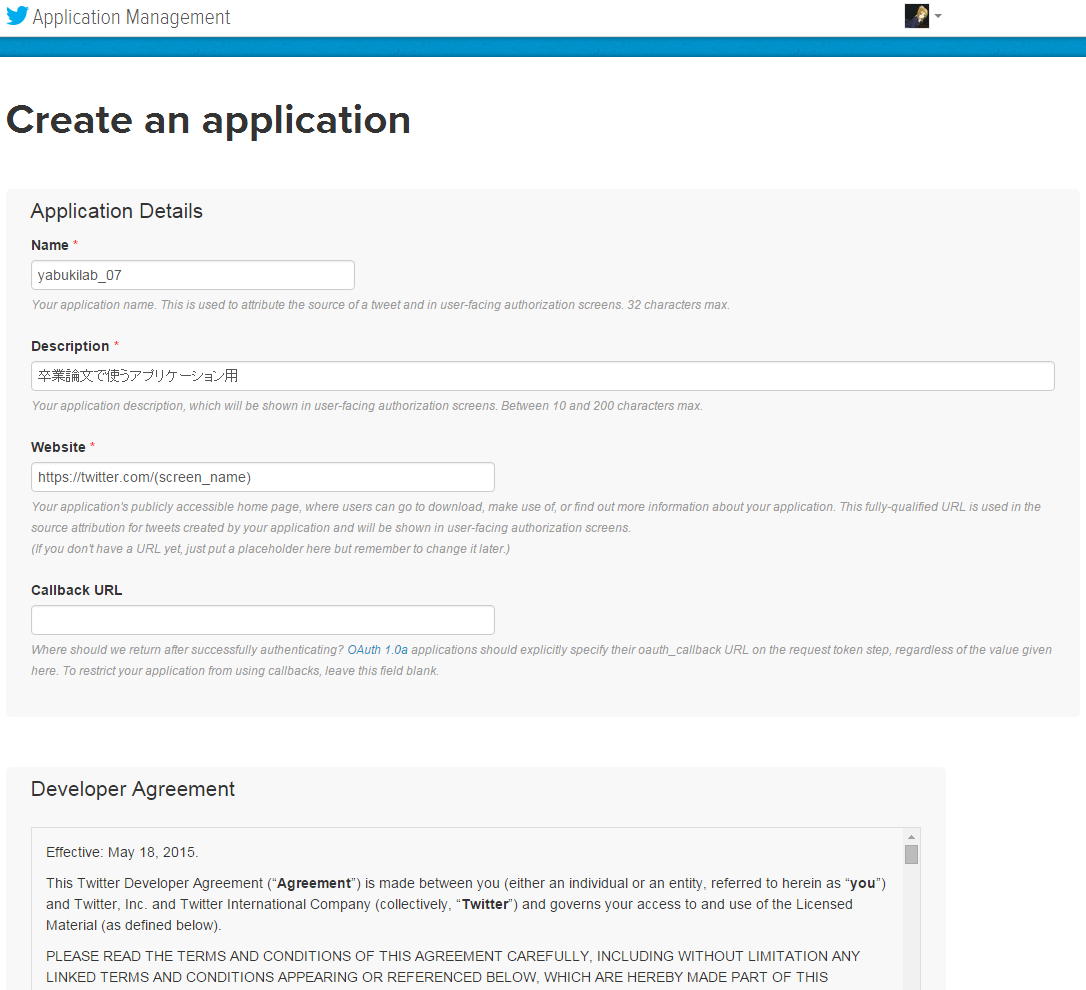 Application Management
Create an application
Application Details
Name *
yabukilab_07
Your application name. This is used to attribute the source of a tweet and in user-facing authorization screens. 32 characters max.
Description *
卒業論文で使うアプリケーション用
Your application description, which will be shown in user-facing authorization screens. Between 10 and 200 characters max.
Website *
https://twitter.com/(screen_name)
Your application's publicly accessible home page, where users can go to download, make use of, or find out more information about your application. This fully-qualified URL is used in the
source attribution for tweets created by your application and will be shown in user-facing authorization screens.
(If you don't have a URL yet, just put a placeholder here but remember to change it later.)
Callback URL
Where should we return after successfully authenticating? OAuth 1.0a applications should explicitly specify their oauth_callback URL on the request token step, regardless of the value given
here. To restrict your application from using callbacks, leave this field blank.
Developer Agreement
Effective: May 18, 2015.
This Twitter Developer Agreement (“Agreement”) is made between you (either an individual or an entity, referred to herein as “you”)
and Twitter, Inc. and Twitter International Company (collectively, “Twitter”) and governs your access to and use of the Licensed
Material (as defined below).
PLEASE READ THE TERMS AND CONDITIONS OF THIS AGREEMENT CAREFULLY, INCLUDING WITHOUT LIMITATION ANY
LINKED TERMS AND CONDITIONS APPEARING OR REFERENCED BELOW, WHICH ARE HEREBY MADE PART OF THIS